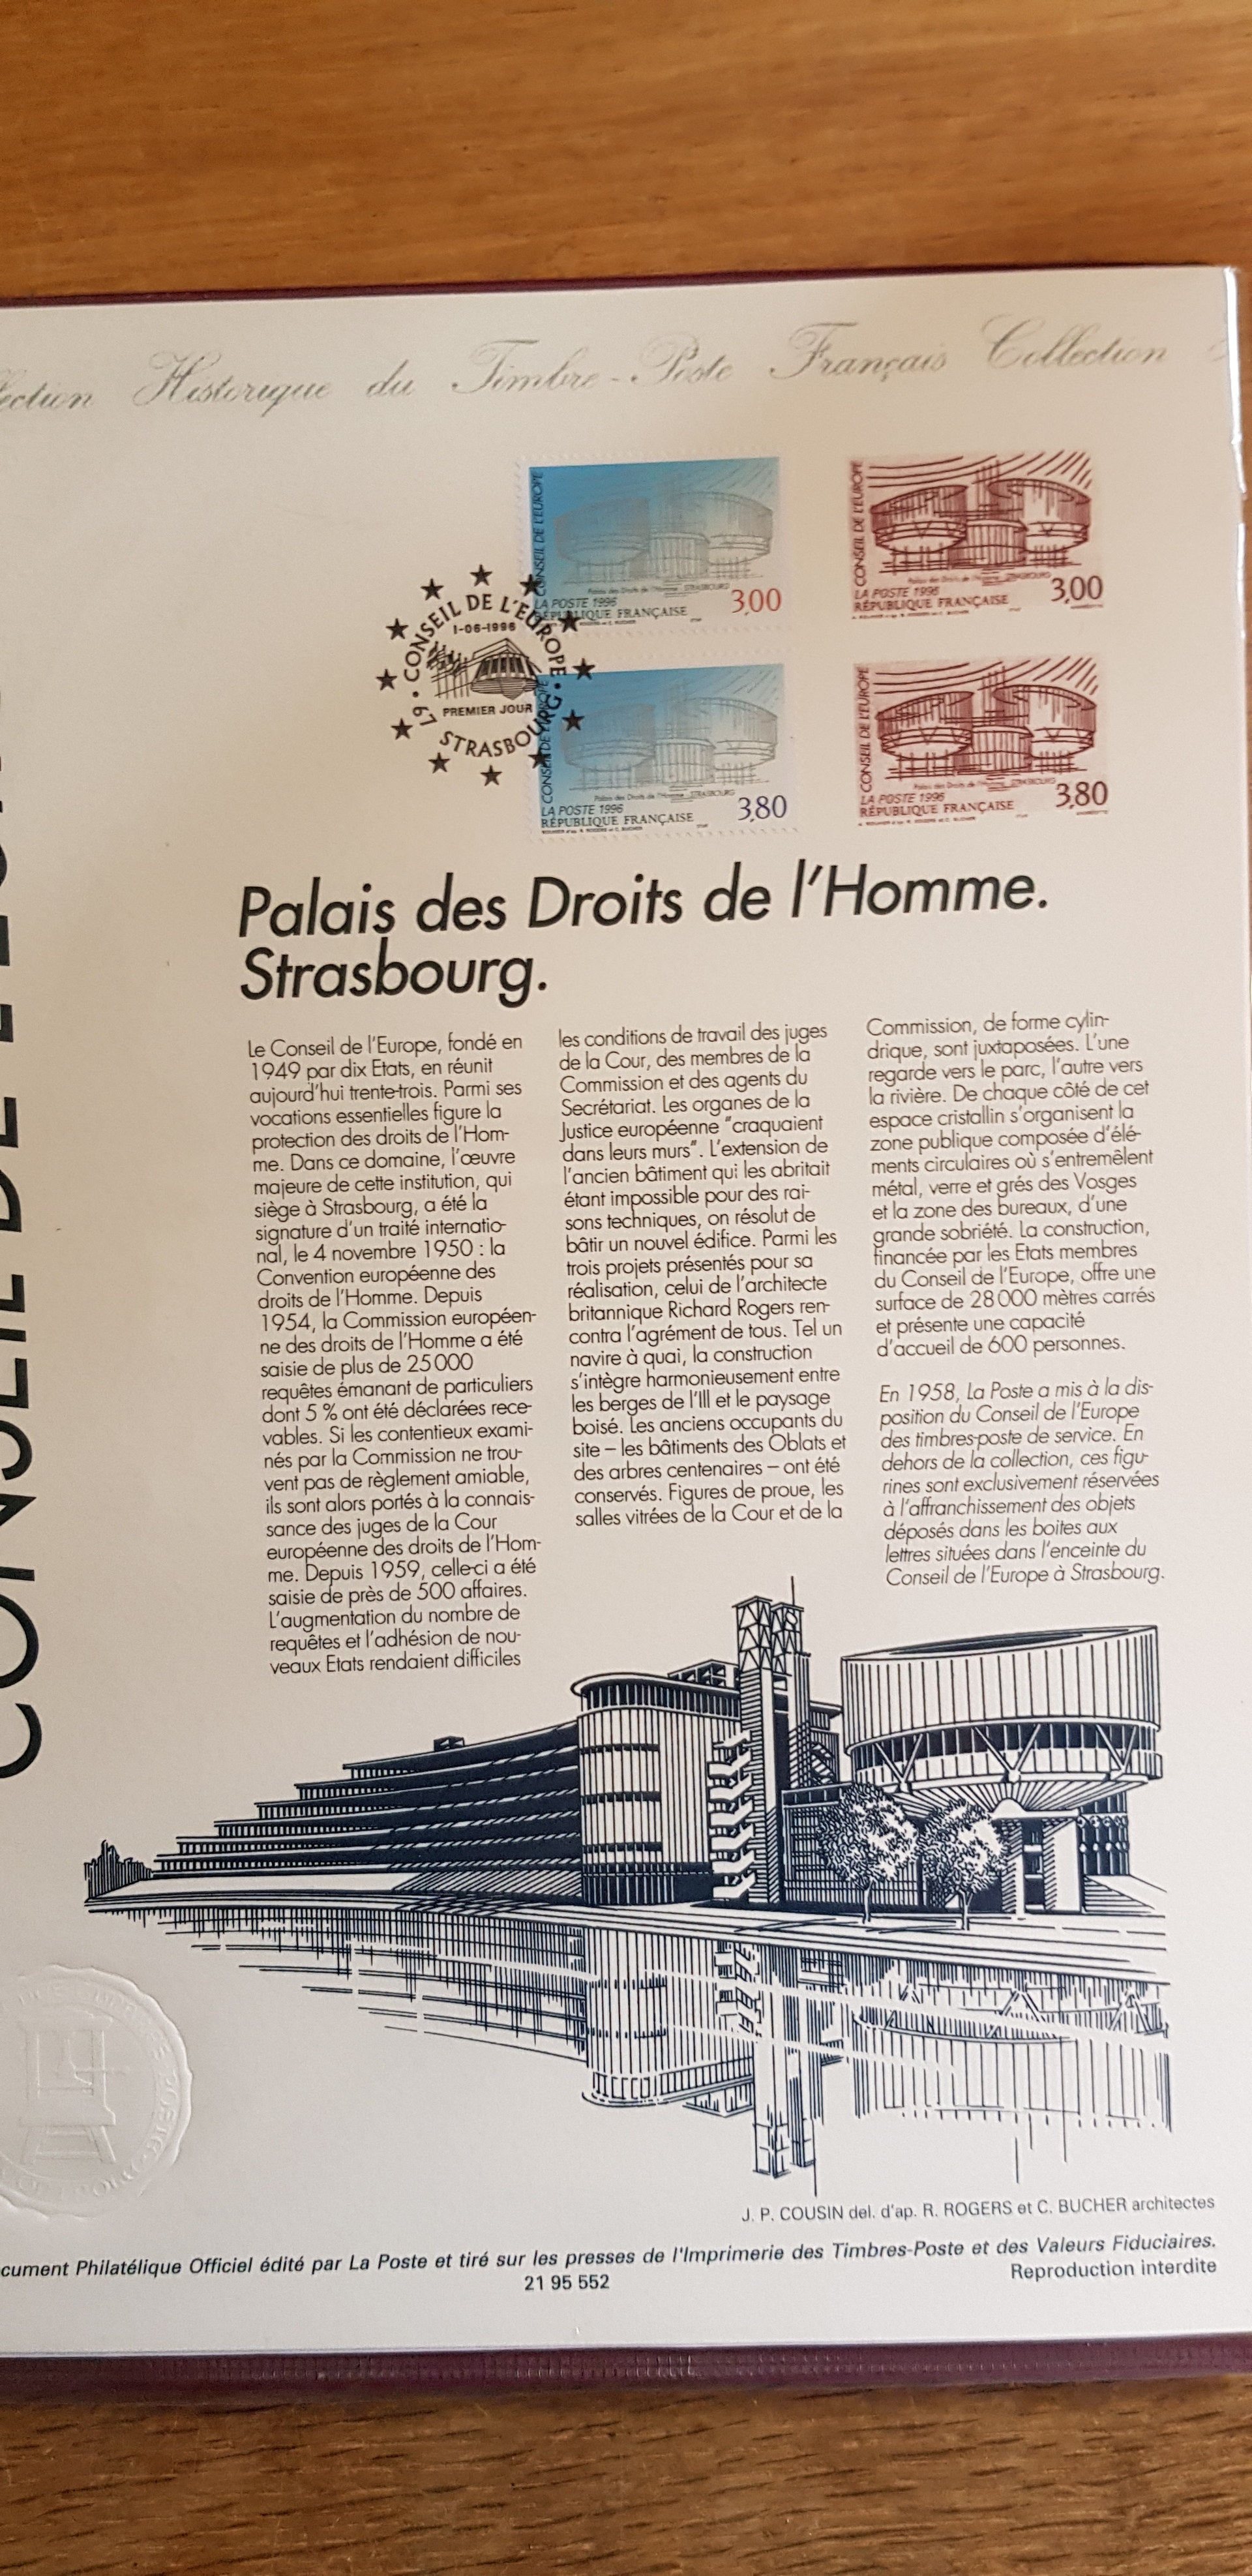 Historique du Timbre-Poste Français Collection
CONSEIL DE L'EUROPE
LA POSTE 1996
RÉPUBLIQUE FRANÇAISE
3,00
CONSEIL DE L'EUROPE
Palais des Droits de l'Homme STRASBOURG
LA POSTE 1996
RÉPUBLIQUE FRANÇAISE
3,00
CONSEIL DE L'EUROPE
1-06-1996
PREMIER JOUR
67 STRASBOURG
CONSEIL DE L'EUROPE
Palais des Droits de l'Homme STRASBOURG
LA POSTE 1996
RÉPUBLIQUE FRANÇAISE
3,80
CONSEIL DE L'EUROPE
Palais des Droits de l'Homme STRASBOURG
LA POSTE 1996
RÉPUBLIQUE FRANÇAISE
3,80
Palais des Droits de l'Homme.
Strasbourg.
Le Conseil de l'Europe, fondé en
1949 par dix Etats, en réunit
aujourd'hui trente-trois. Parmi ses
vocations essentielles figure la
protection des droits de l'Hom-
me. Dans ce domaine, l'œuvre
majeure de cette institution, qui
siège à Strasbourg, a été la
signature d'un traité internatio-
nal, le 4 novembre 1950 : la
Convention européenne des
droits de l'Homme. Depuis
1954, la Commission européen-
ne des droits de l'Homme a été
saisie de plus de 25 000
requêtes émanant de particuliers
dont 5 % ont été déclarées rece-
vables. Si les contentieux exami-
nés par la Commission ne trou-
vent pas de règlement amiable,
ils sont alors portés à la connais-
sance des juges de la Cour
européenne des droits de l'Hom-
me. Depuis 1959, celle-ci a été
saisie de près de 500 affaires.
L'augmentation du nombre de
requêtes et l'adhésion de nou-
veaux Etats rendaient difficiles
les conditions de travail des juges
de la Cour, des membres de la
Commission et des agents du
Secrétariat. Les organes de la
Justice européenne "craquaient
dans leurs murs". L'extension de
l'ancien bâtiment qui les abritait
étant impossible pour des rai-
sons techniques, on résolut de
bâtir un nouvel édifice. Parmi les
trois projets présentés pour sa
réalisation, celui de l'architecte
britannique Richard Rogers ren-
contra l'agrément de tous. Tel un
navire à quai, la construction
s'intègre harmonieusement entre
les berges de l'Ill et le paysage
boisé. Les anciens occupants du
site – les bâtiments des Oblats et
des arbres centenaires – ont été
conservés. Figures de proue, les
salles vitrées de la Cour et de la
Commission, de forme cylin-
drique, sont juxtaposées. L'une
regarde vers le parc, l'autre vers
la rivière. De chaque côté de cet
espace cristallin s'organisent la
zone publique composée d'élé-
ments circulaires où s'entremêlent
métal, verre et grés des Vosges
et la zone des bureaux, d'une
grande sobriété. La construction,
financée par les Etats membres
du Conseil de l'Europe, offre une
surface de 28 000 mètres carrés
et présente une capacité
d'accueil de 600 personnes.
En 1958, La Poste a mis à la dis-
position du Conseil de l'Europe
des timbres-poste de service. En
dehors de la collection, ces figu-
rines sont exclusivement réservées
à l'affranchissement des objets
déposés dans les boites aux
lettres situées dans l'enceinte du
Conseil de l'Europe à Strasbourg.
J. P. COUSIN del. d'ap. R. ROGERS et C. BUCHER architectes
cument Philatélique Officiel édité par La Poste et tiré sur les presses de l'Imprimerie des Timbres-Poste et des Valeurs Fiduciaires.
21 95 552
Reproduction interdite